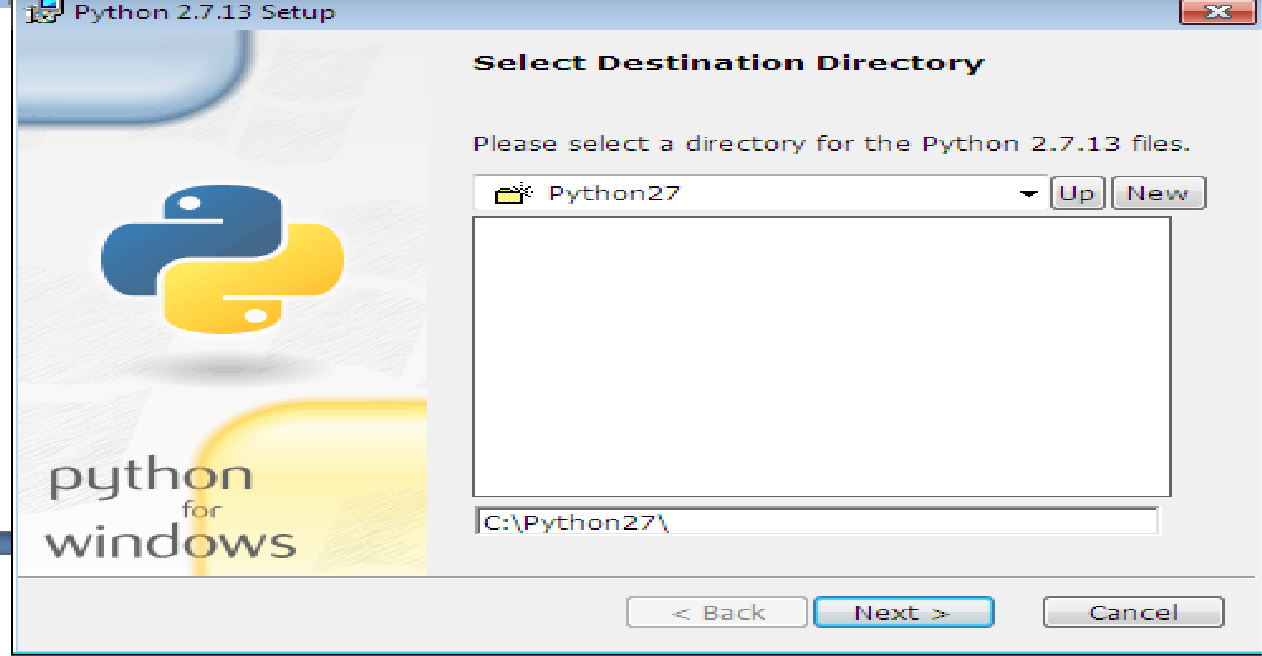 Python 2.7.13 Setup
Select Destination Directory
Please select a directory for the Python 2.7.13 files.
Python27
Up
New
C:\Python27\
python
for
windows
< Back
Next >
Cancel